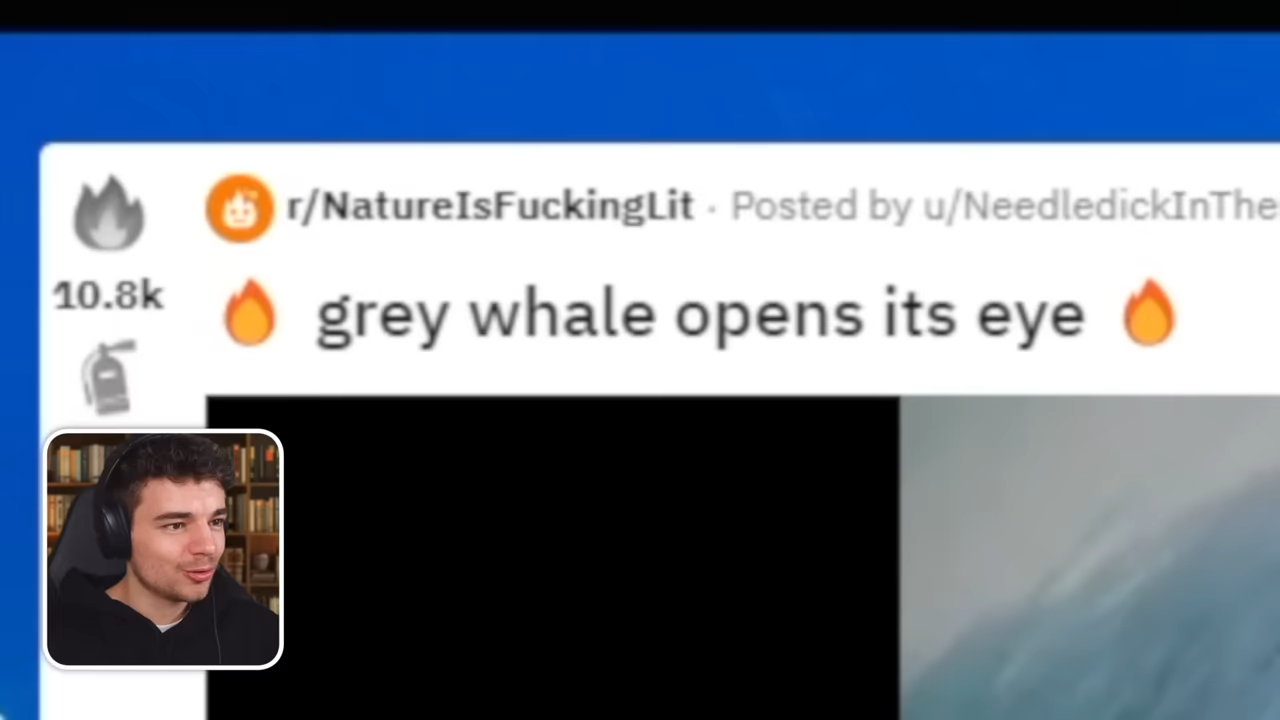 r/NatureIsFuckingLit · Posted by u/NeedledickInThe
10.8k
🔥 grey whale opens its eye 🔥